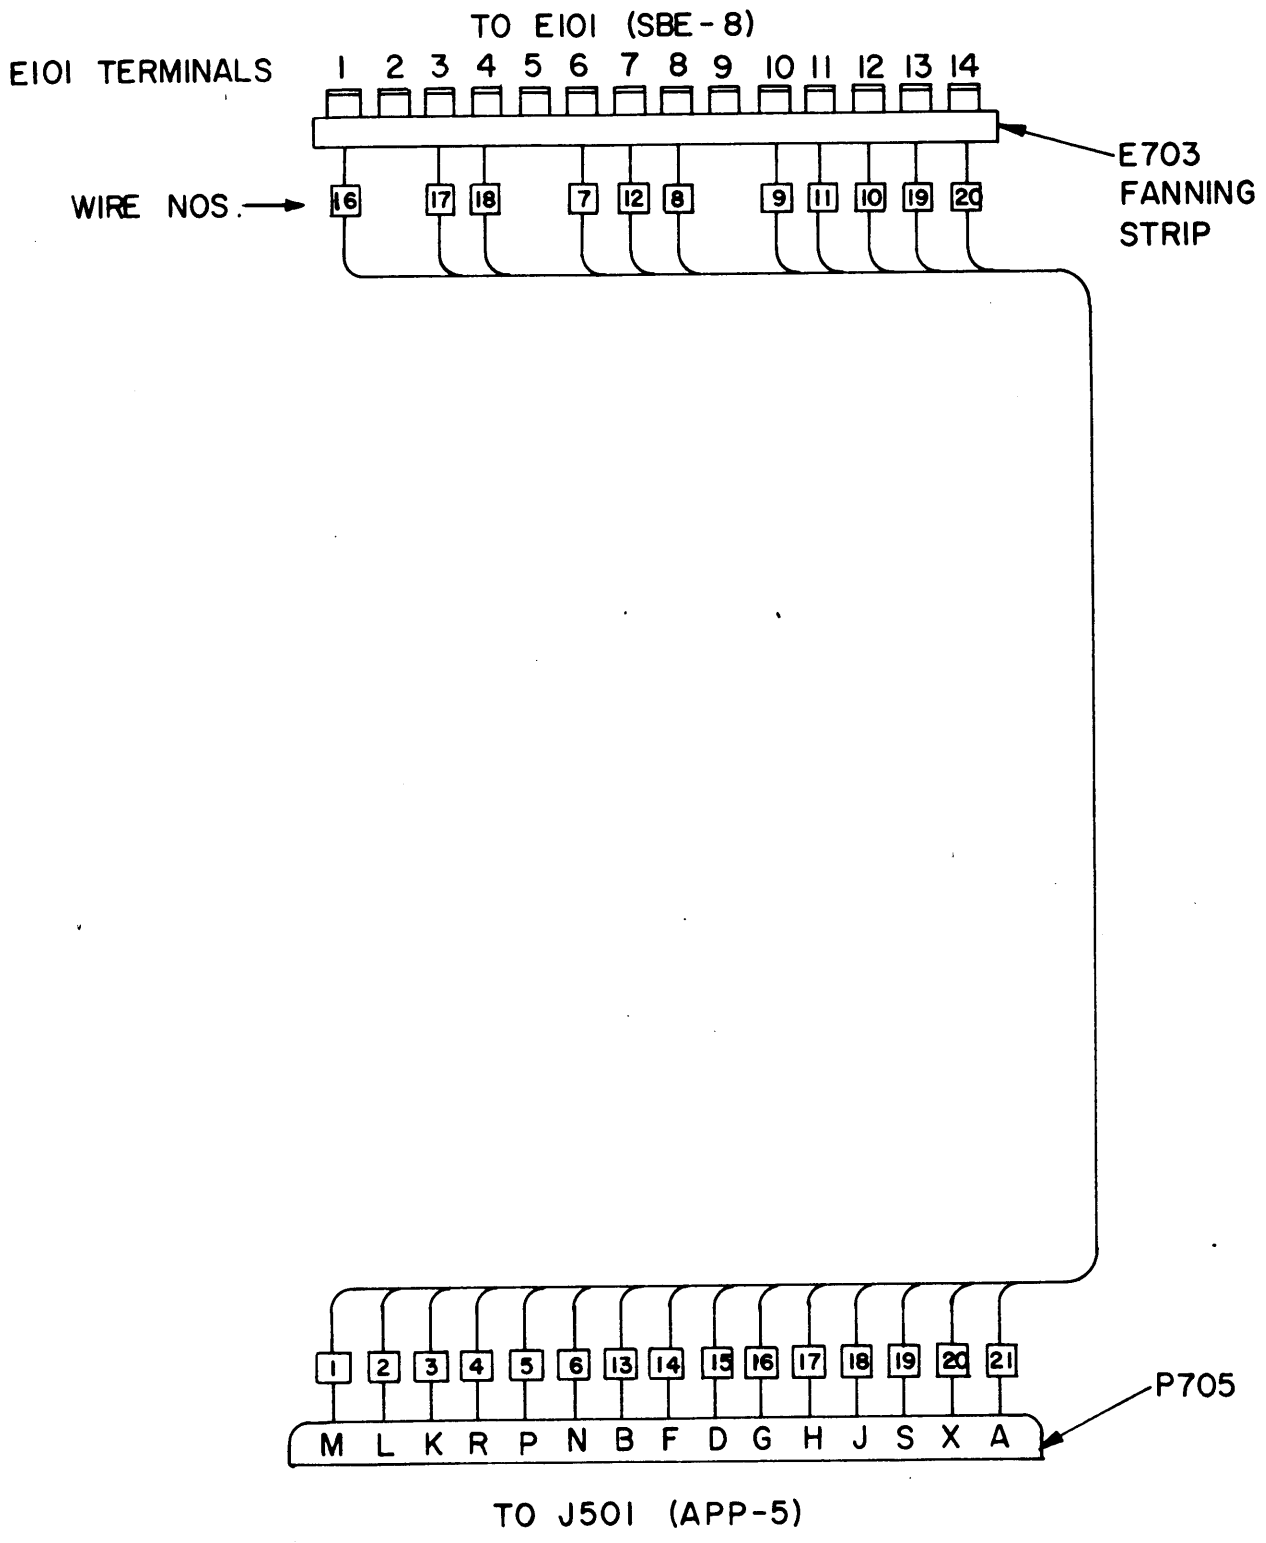 TO E101 (SBE-8)
E101 TERMINALS 1 2 3 4 5 6 7 8 9 10 11 12 13 14
E703
FANNING
STRIP
WIRE NOS. 16 17 18 7 12 8 9 11 10 19 20
1 2 3 4 5 6 13 14 15 16 17 18 19 20 21
P705
M L K R P N B F D G H J S X A
TO J501 (APP-5)